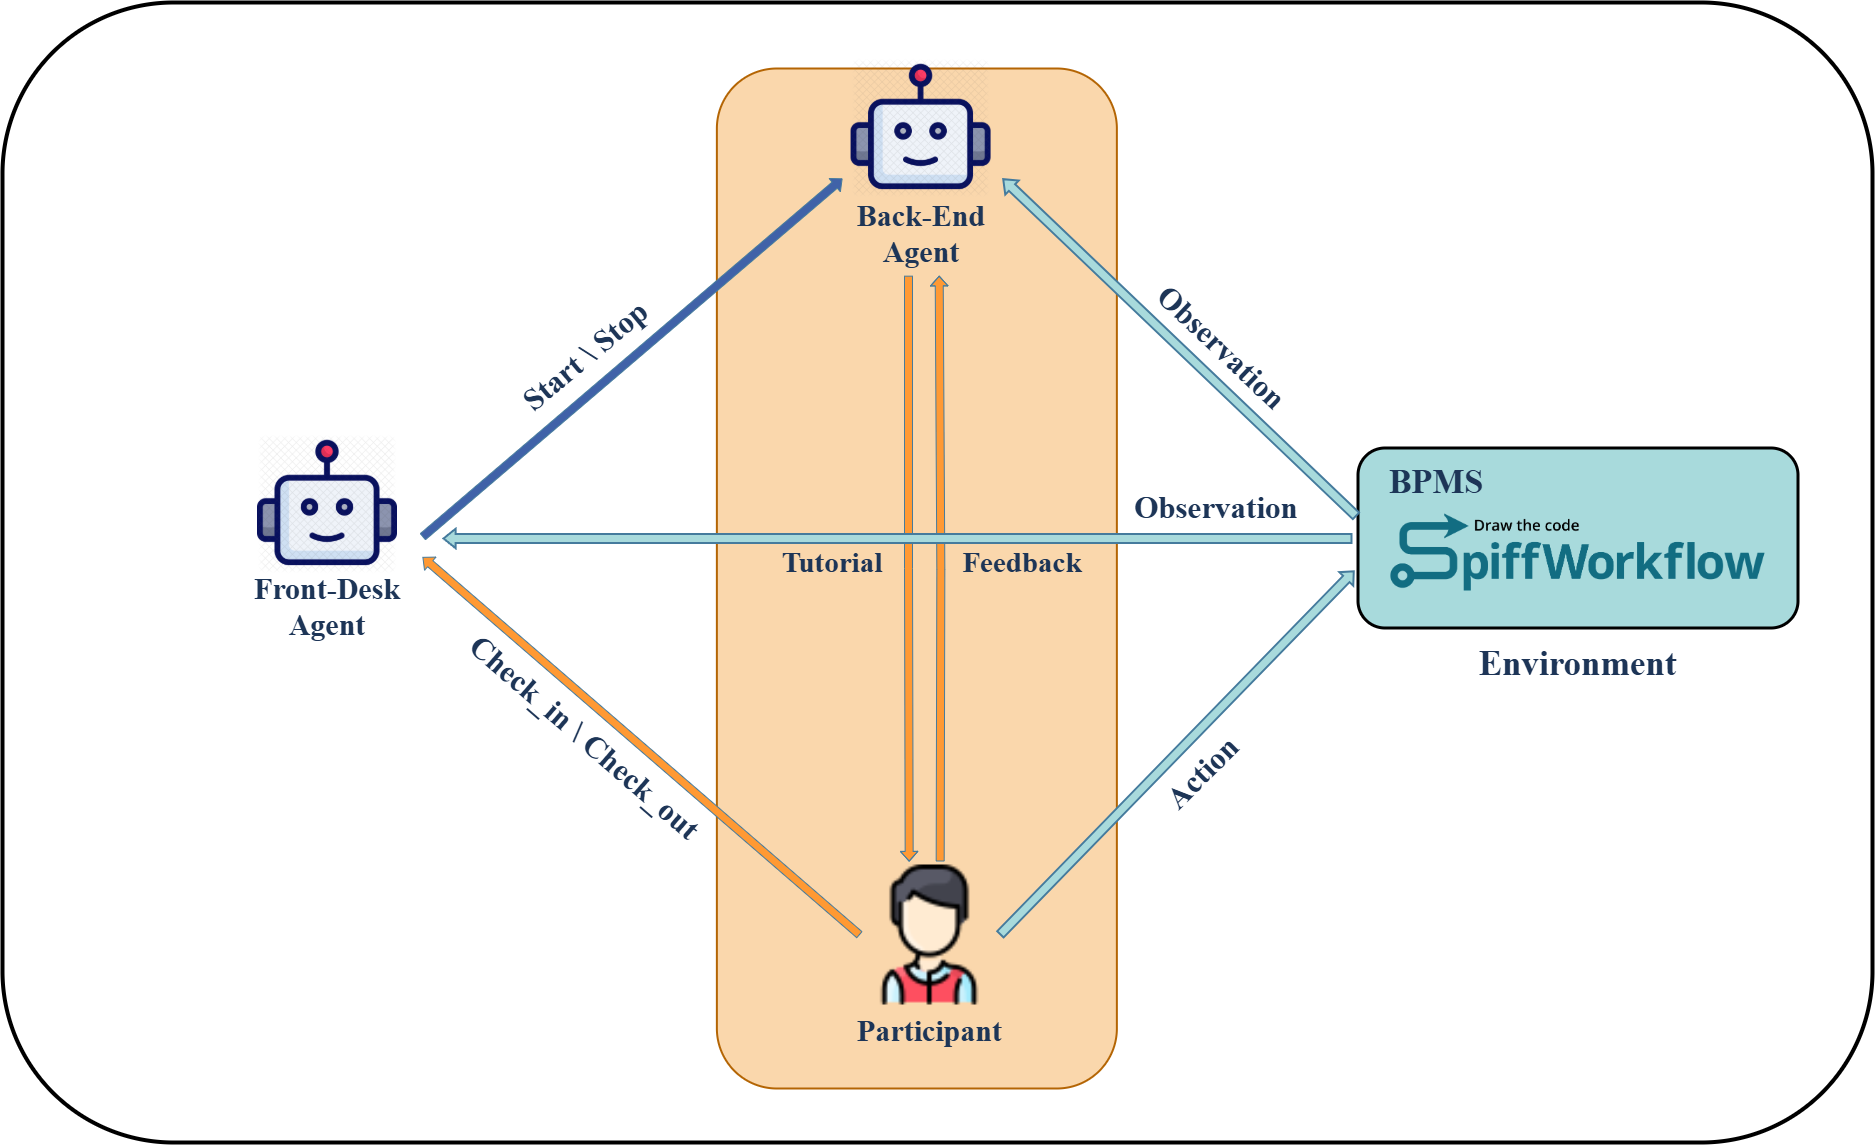 Back-End
Agent
Start \ Stop
Observation
BPMS
Draw the code
SpiffWorkflow
Observation
Tutorial
Feedback
Front-Desk
Agent
Environment
Check_in \ Check_out
Action
Participant